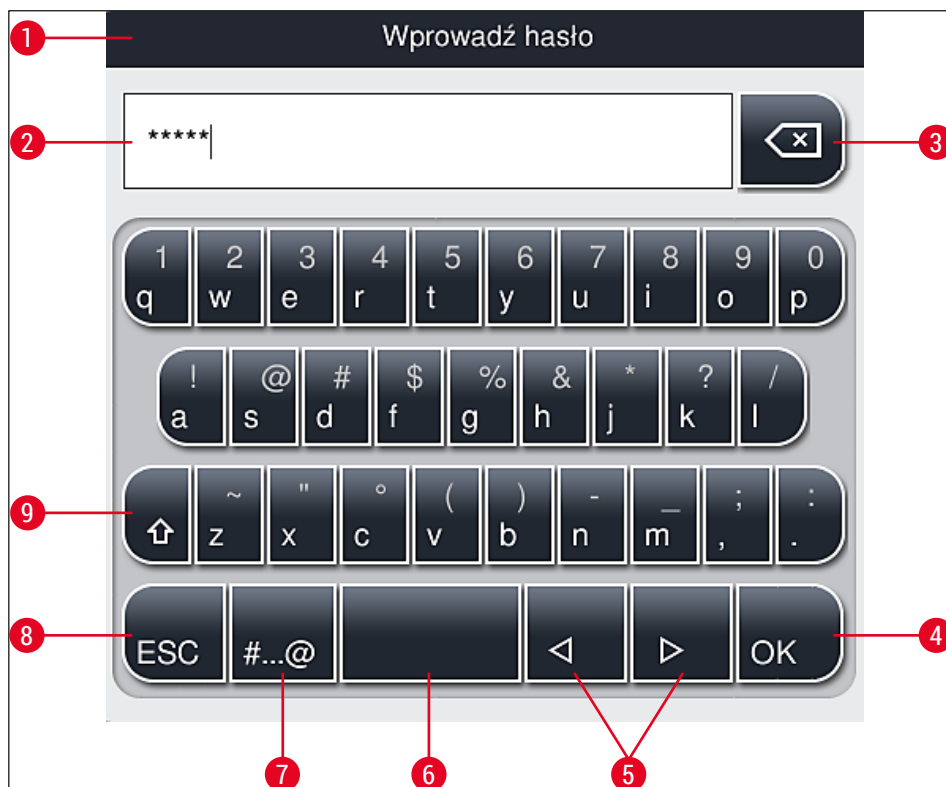 1 Wprowadź hasło
2 ***** 3
1 2 3 4 5 6 7 8 9 0
q w e r t y u i o p
! @ # $ % & * ? /
a s d f g h j k l
~ " ° ( ) - _ ; :
9 z x c v b n m , .
8 ESC #...@ OK 4
7 6 5